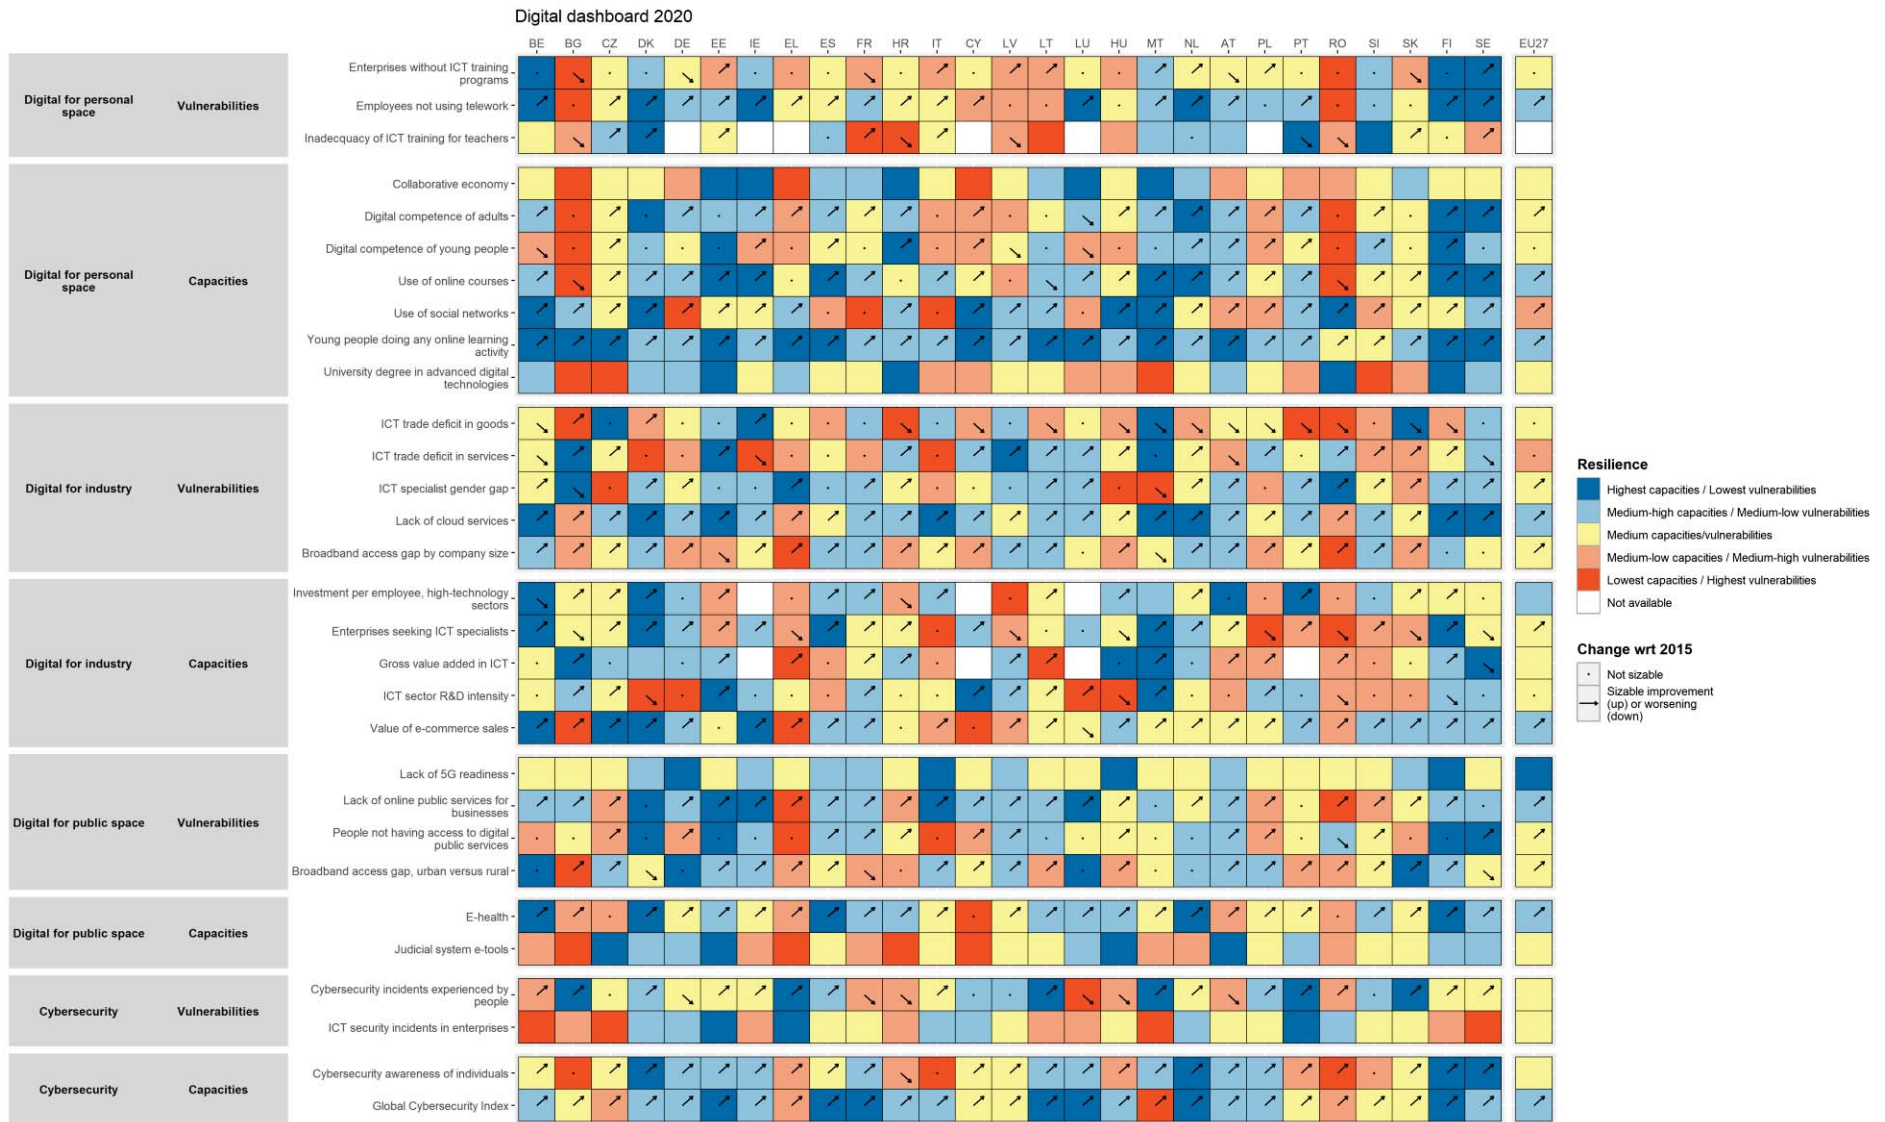 Digital dashboard 2020
BE BG CZ DK DE EE IE EL ES FR HR IT CY LV LT LU HU MT NL AT PL PT RO SI SK FI SE EU27
Digital for personal
space
Vulnerabilities
Enterprises without ICT training
programs
Employees not using telework
Inadecquacy of ICT training for teachers
Digital for personal
space
Capacities
Collaborative economy
Digital competence of adults
Digital competence of young people
Use of online courses
Use of social networks
Young people doing any online learning
activity
University degree in advanced digital
technologies
Digital for industry
Vulnerabilities
ICT trade deficit in goods
ICT trade deficit in services
ICT specialist gender gap
Lack of cloud services
Broadband access gap by company size
Digital for industry
Capacities
Investment per employee, high-technology
sectors
Enterprises seeking ICT specialists
Gross value added in ICT
ICT sector R&D intensity
Value of e-commerce sales
Digital for public space
Vulnerabilities
Lack of 5G readiness
Lack of online public services for
businesses
People not having access to digital
public services
Broadband access gap, urban versus rural
Digital for public space
Capacities
E-health
Judicial system e-tools
Cybersecurity
Vulnerabilities
Cybersecurity incidents experienced by
people
ICT security incidents in enterprises
Cybersecurity
Capacities
Cybersecurity awareness of individuals
Global Cybersecurity Index
Resilience
Highest capacities / Lowest vulnerabilities
Medium-high capacities / Medium-low vulnerabilities
Medium capacities/vulnerabilities
Medium-low capacities / Medium-high vulnerabilities
Lowest capacities / Highest vulnerabilities
Not available
Change wrt 2015
Not sizable
Sizable improvement
(up) or worsening
(down)